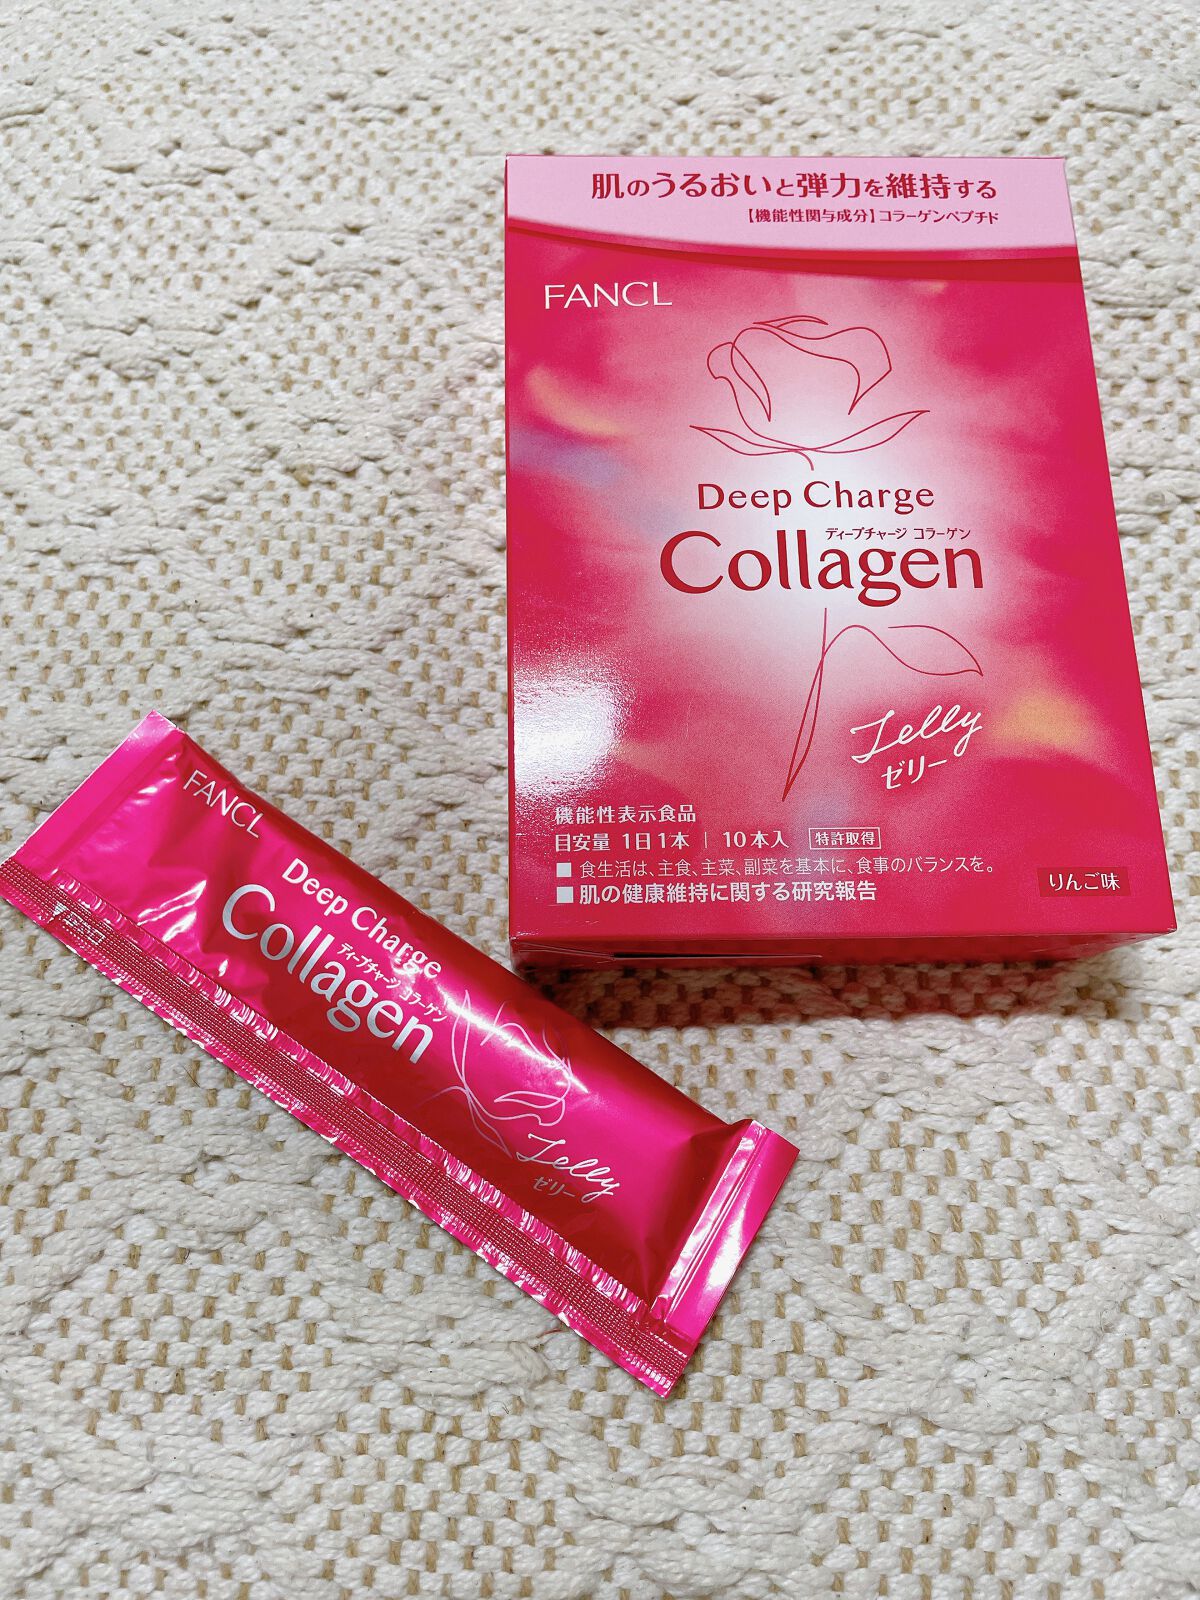 肌のうるおいと弾力を維持する
【機能性関与成分】コラーゲンペプチド
FANCL
Deep Charge
ディープチャージ コラーゲン
Collagen
Jelly
ゼリー
機能性表示食品
目安量 1日1本 | 10本入 特許取得
■ 食生活は、主食、主菜、副菜を基本に、食事のバランスを。
■ 肌の健康維持に関する研究報告
りんご味
FANCL
Deep Charge
ディープチャージ コラーゲン
Collagen
Jelly
ゼリー